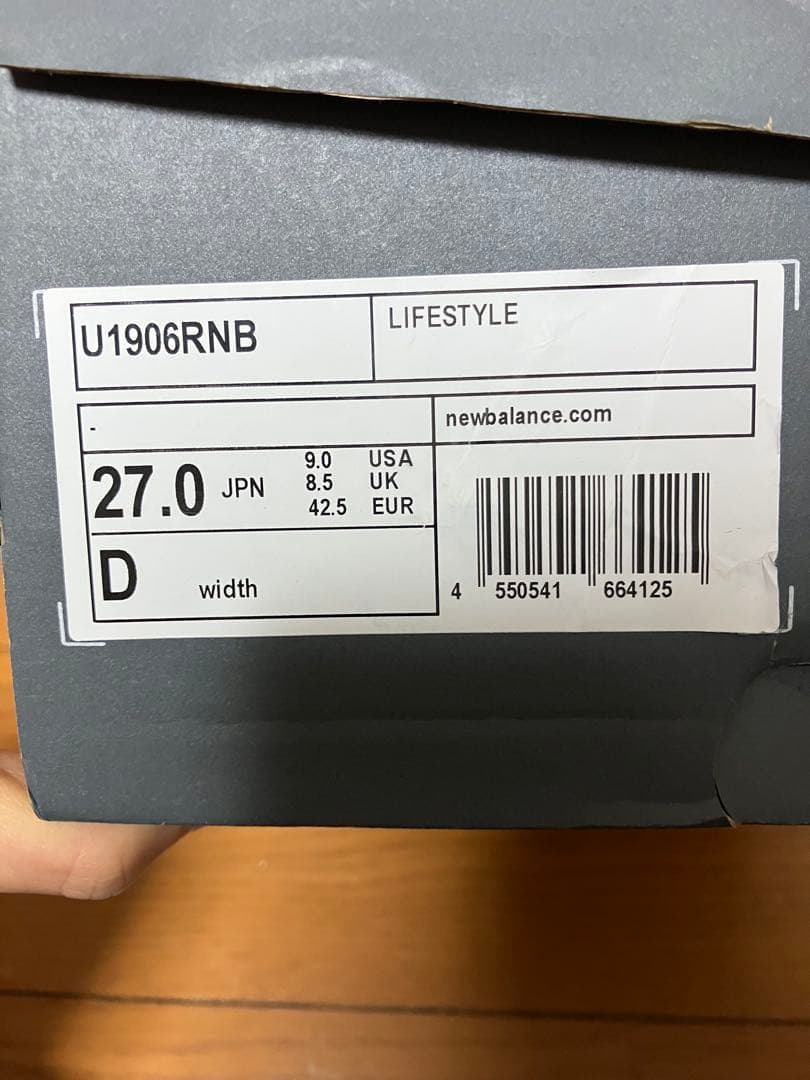 U1906RNB
LIFESTYLE
-
newbalance.com
27.0 JPN
9.0 USA
8.5 UK
42.5 EUR
D width
4 550541 664125